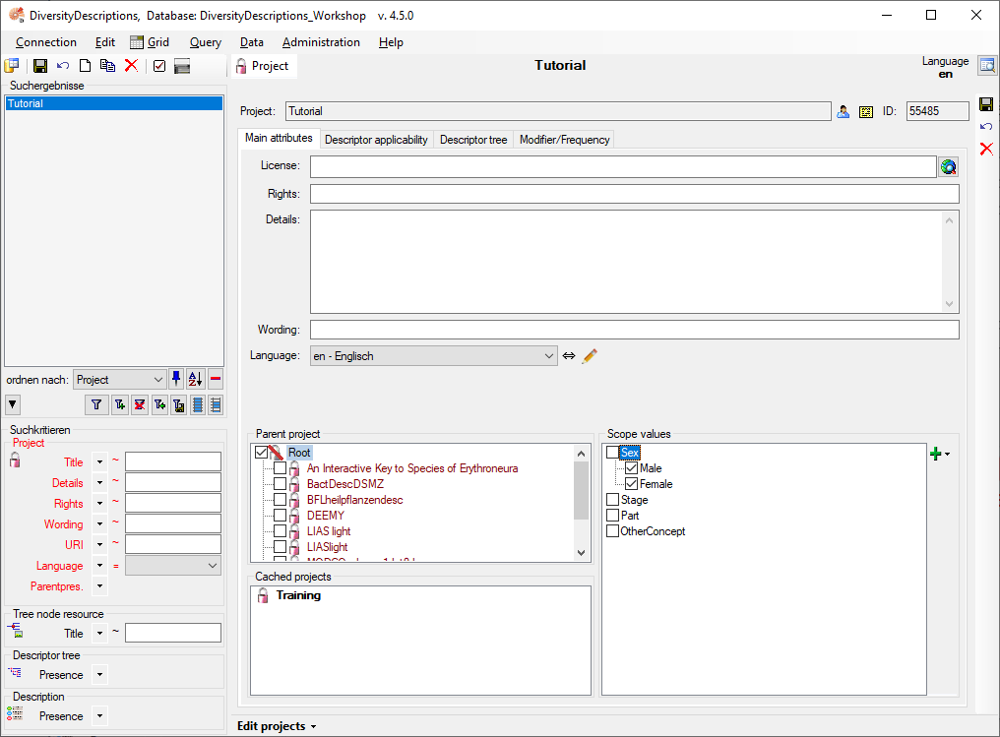 DiversityDescriptions, Database: DiversityDescriptions_Workshop v. 4.5.0
Connection Edit Grid Query Data Administration Help
Project Tutorial Language
en
Suchergebnisse
Tutorial
Project: Tutorial ID: 55485
Main attributes Descriptor applicability Descriptor tree Modifier/Frequency
License:
Rights:
Details:
Wording:
Language: en - Englisch
ordnen nach: Project
Suchkritieren
Project
Title ~
Details ~
Rights ~
Wording ~
URI ~
Language =
Parentpres.
Tree node resource
Title ~
Descriptor tree
Presence
Description
Presence
Parent project
Root
An Interactive Key to Species of Erythroneura
BactDescDSMZ
BFLheilpflanzendesc
DEEMY
LIAS light
LIASlight
Cached projects
Training
Scope values
Sex
Male
Female
Stage
Part
OtherConcept
Edit projects